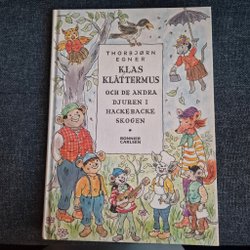 THORBJØRN
EGNER
KLAS
KLÄTTERMUS
OCH DE ANDRA
DJUREN I
HACKEBACKE
SKOGEN
BONNIER
CARLSEN